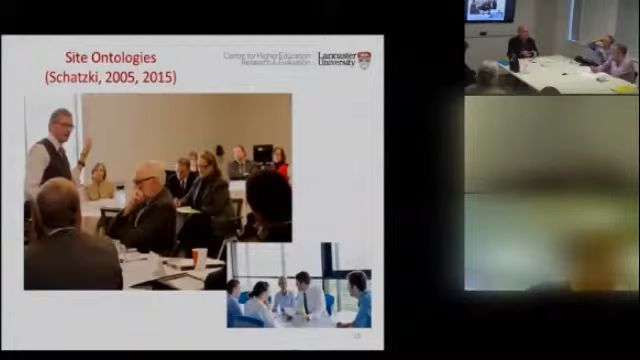 Site Ontologies
(Schatzki, 2005, 2015)
Centre for Higher Education
Research & Evaluation
Lancaster
University